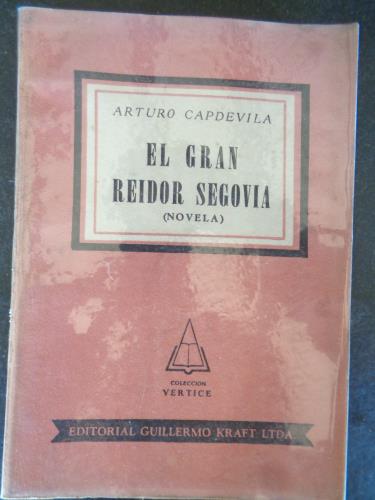 ARTURO CAPDEVILA
EL GRAN
REIDOR SEGOVIA
(NOVELA)
COLECCION
VERTICE
EDITORIAL GUILLERMO KRAFT LTDA.